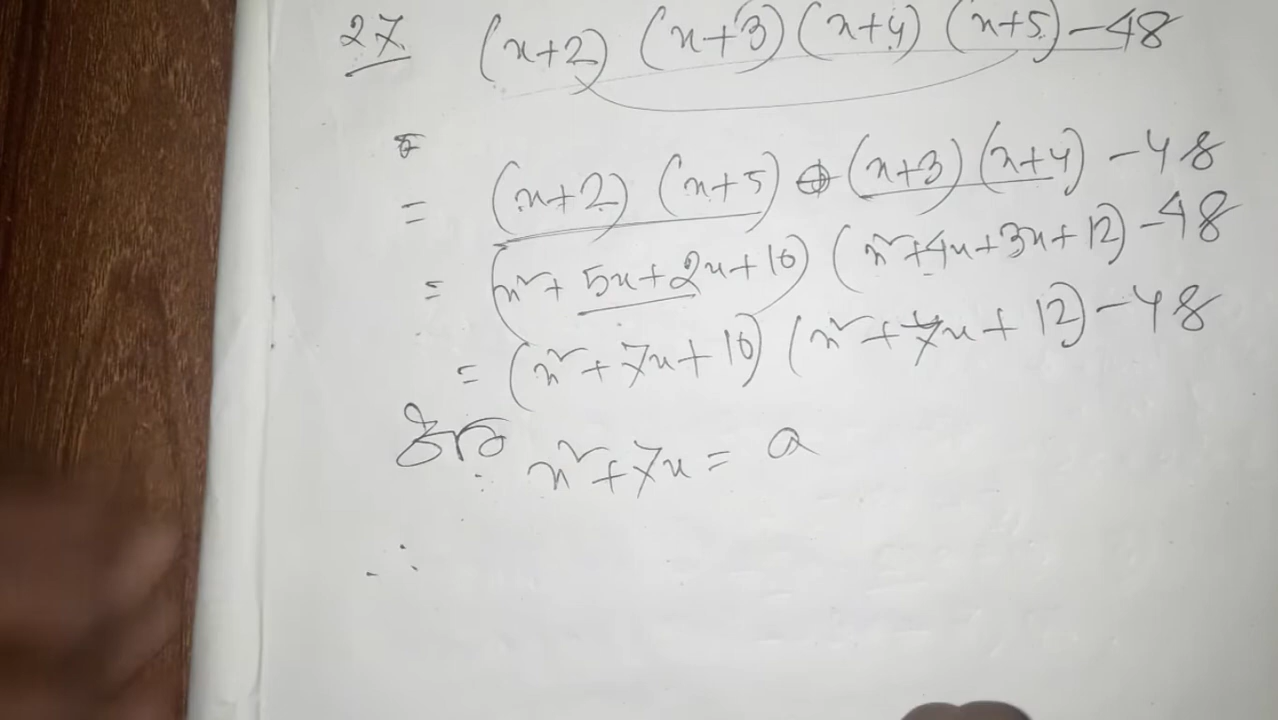 27 (x+2) (x+3) (x+4) (x+5) - 48
= (x+2) (x+5) (x+3) (x+4) - 48
= (x²+ 5x+2x+10) (x²+4x+3x+12) - 48
= (x²+7x+10) (x²+7x+12) - 48
x²+7x = a
∴